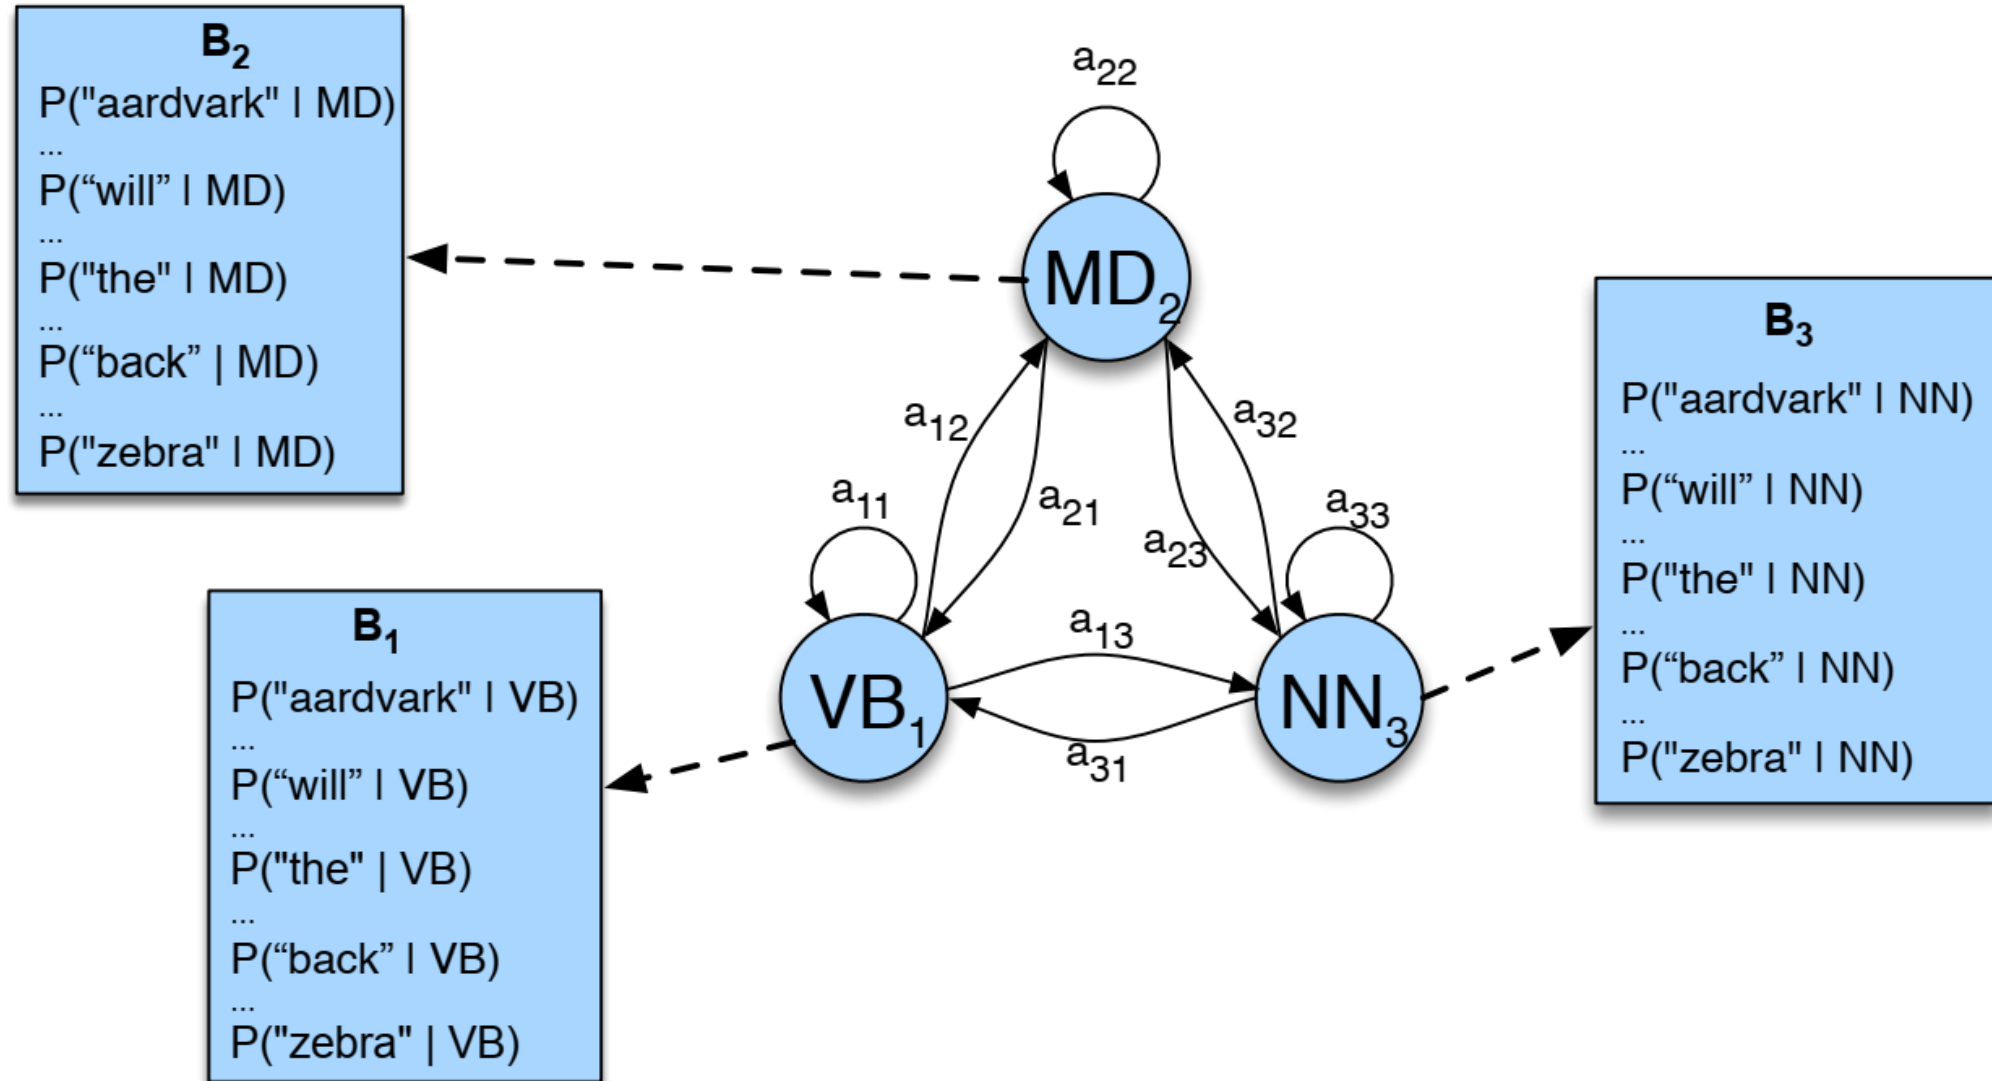 B₂
P("aardvark" | MD)
...
P(“will” | MD)
...
P("the" | MD)
...
P(“back” | MD)
...
P("zebra" | MD)
a₂₂
MD₂
a₁₂
a₂₁
a₃₂
a₂₃
a₁₁
a₃₃
a₁₃
a₃₁
VB₁
NN₃
B₁
P("aardvark" | VB)
...
P(“will” | VB)
...
P("the" | VB)
...
P(“back” | VB)
...
P("zebra" | VB)
B₃
P("aardvark" | NN)
...
P(“will” | NN)
...
P("the" | NN)
...
P(“back” | NN)
...
P("zebra" | NN)